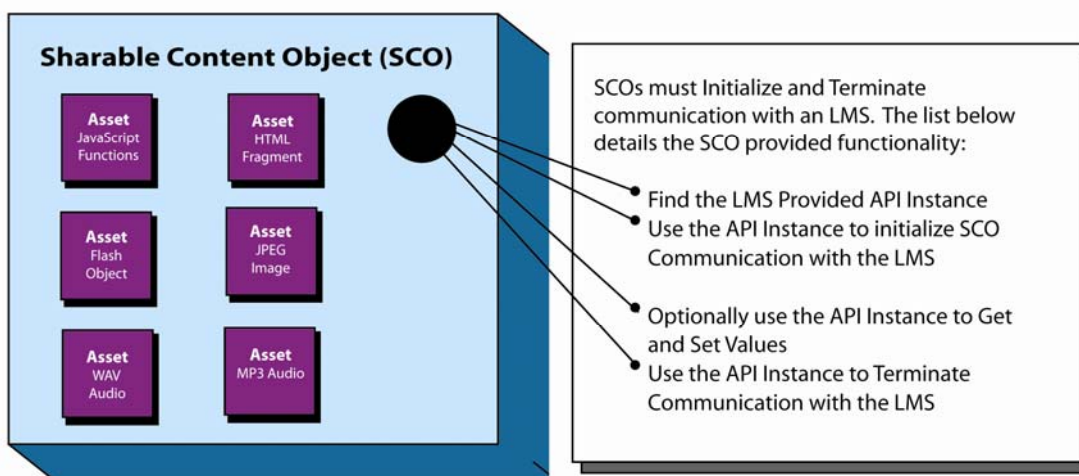 Sharable Content Object (SCO)
Asset
JavaScript
Functions
Asset
HTML
Fragment
Asset
Flash
Object
Asset
JPEG
Image
Asset
WAV
Audio
Asset
MP3 Audio
SCOs must Initialize and Terminate
communication with an LMS. The list below
details the SCO provided functionality:
Find the LMS Provided API Instance
Use the API Instance to initialize SCO
Communication with the LMS
Optionally use the API Instance to Get
and Set Values
Use the API Instance to Terminate
Communication with the LMS